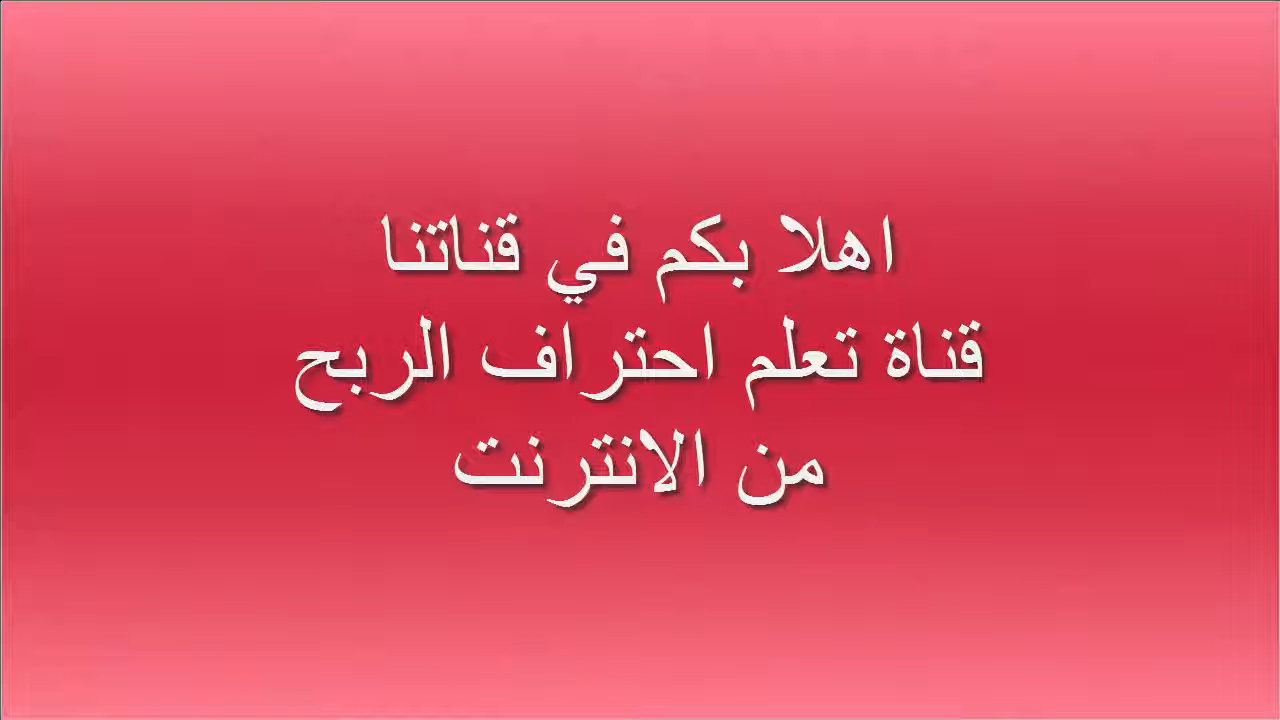 اهلا بكم في قناتنا
قناة تعلم احتراف الربح
من الانترنت